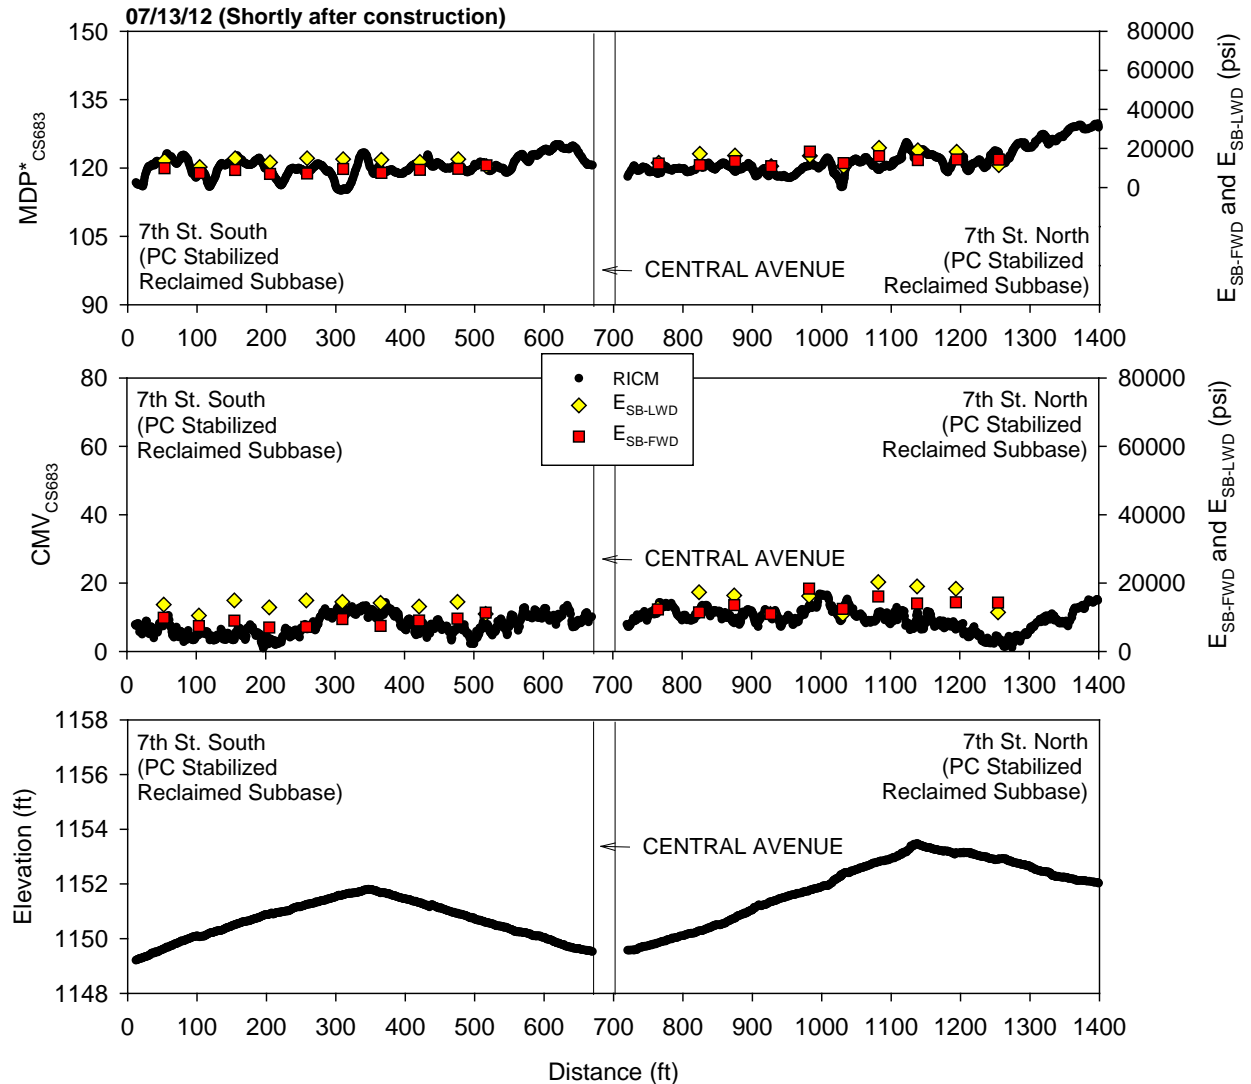 07/13/12 (Shortly after construction)
150
135
120
105
90
MDP*CS683
80000
60000
40000
20000
0
ESB-FWD and ESB-LWD (psi)
7th St. South
(PC Stabilized
Reclaimed Subbase)
CENTRAL AVENUE
7th St. North
(PC Stabilized
Reclaimed Subbase)
0 100 200 300 400 500 600 700 800 900 1000 1100 1200 1300 1400
80
60
40
20
0
CMVCS683
80000
60000
40000
20000
0
ESB-FWD and ESB-LWD (psi)
7th St. South
(PC Stabilized
Reclaimed Subbase)
RICM
ESB-LWD
ESB-FWD
7th St. North
(PC Stabilized
Reclaimed Subbase)
CENTRAL AVENUE
0 100 200 300 400 500 600 700 800 900 1000 1100 1200 1300 1400
1158
1156
1154
1152
1150
1148
Elevation (ft)
7th St. South
(PC Stabilized
Reclaimed Subbase)
7th St. North
(PC Stabilized
Reclaimed Subbase)
CENTRAL AVENUE
0 100 200 300 400 500 600 700 800 900 1000 1100 1200 1300 1400
Distance (ft)